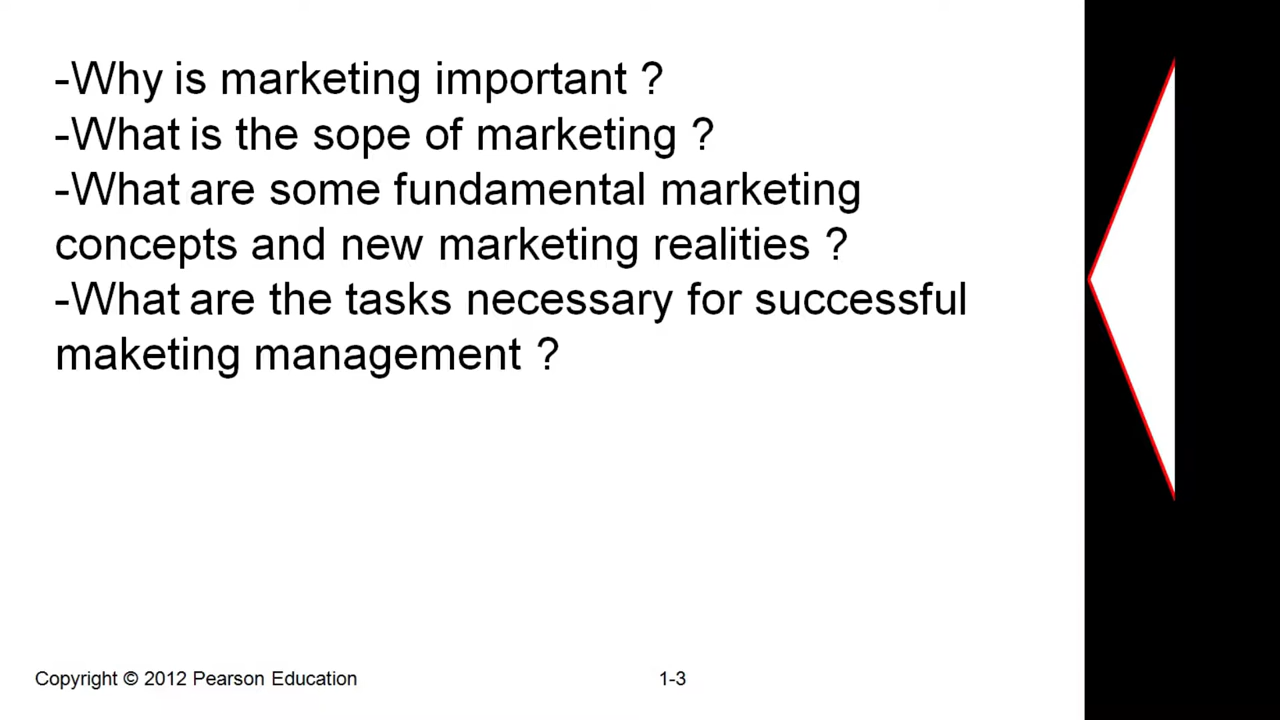 -Why is marketing important ?
-What is the sope of marketing ?
-What are some fundamental marketing
concepts and new marketing realities ?
-What are the tasks necessary for successful
maketing management ?
Copyright © 2012 Pearson Education
1-3